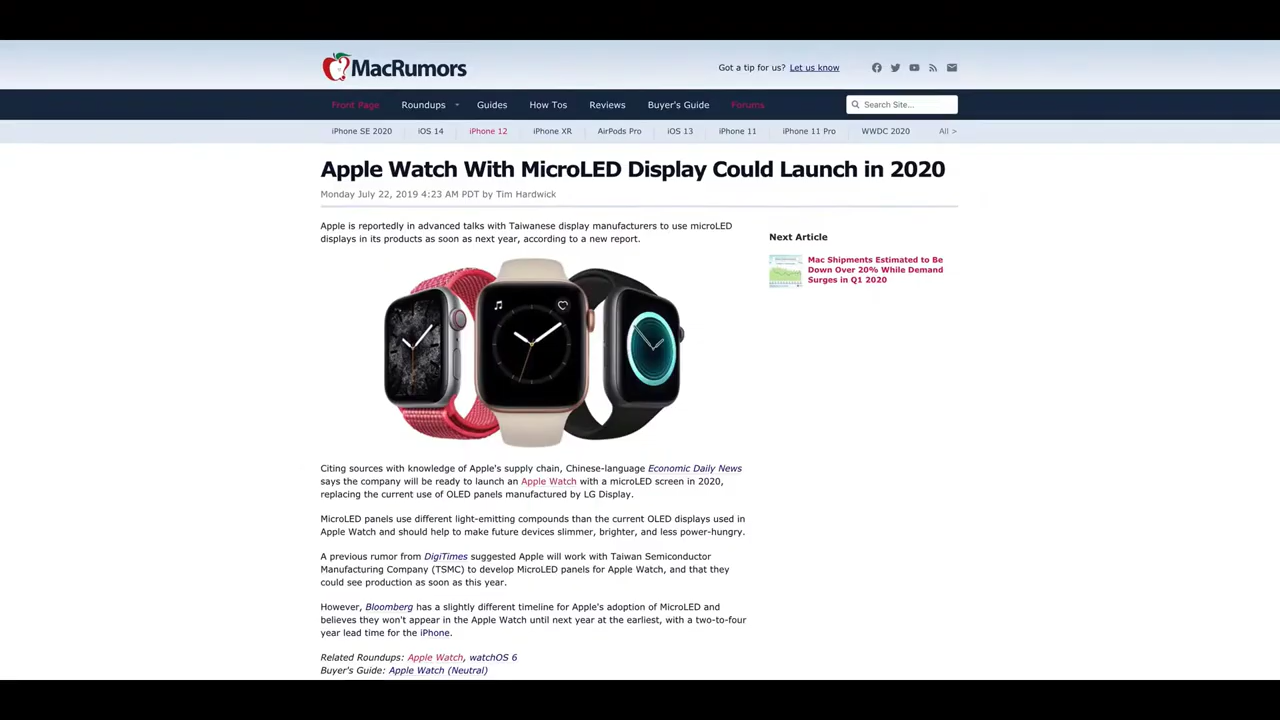 MacRumors
Got a tip for us? Let us know
Front Page Roundups Guides How Tos Reviews Buyer's Guide Forums Search Site...
iPhone SE 2020 iOS 14 iPhone 12 iPhone XR AirPods Pro iOS 13 iPhone 11 iPhone 11 Pro WWDC 2020 All >
Apple Watch With MicroLED Display Could Launch in 2020
Monday July 22, 2019 4:23 AM PDT by Tim Hardwick
Apple is reportedly in advanced talks with Taiwanese display manufacturers to use microLED
displays in its products as soon as next year, according to a new report.
Next Article
Mac Shipments Estimated to Be
Down Over 20% While Demand
Surges in Q1 2020
Citing sources with knowledge of Apple's supply chain, Chinese-language Economic Daily News
says the company will be ready to launch an Apple Watch with a microLED screen in 2020,
replacing the current use of OLED panels manufactured by LG Display.
MicroLED panels use different light-emitting compounds than the current OLED displays used in
Apple Watch and should help to make future devices slimmer, brighter, and less power-hungry.
A previous rumor from DigiTimes suggested Apple will work with Taiwan Semiconductor
Manufacturing Company (TSMC) to develop MicroLED panels for Apple Watch, and that they
could see production as soon as this year.
However, Bloomberg has a slightly different timeline for Apple's adoption of MicroLED and
believes they won't appear in the Apple Watch until next year at the earliest, with a two-to-four
year lead time for the iPhone.
Related Roundups: Apple Watch, watchOS 6
Buyer's Guide: Apple Watch (Neutral)